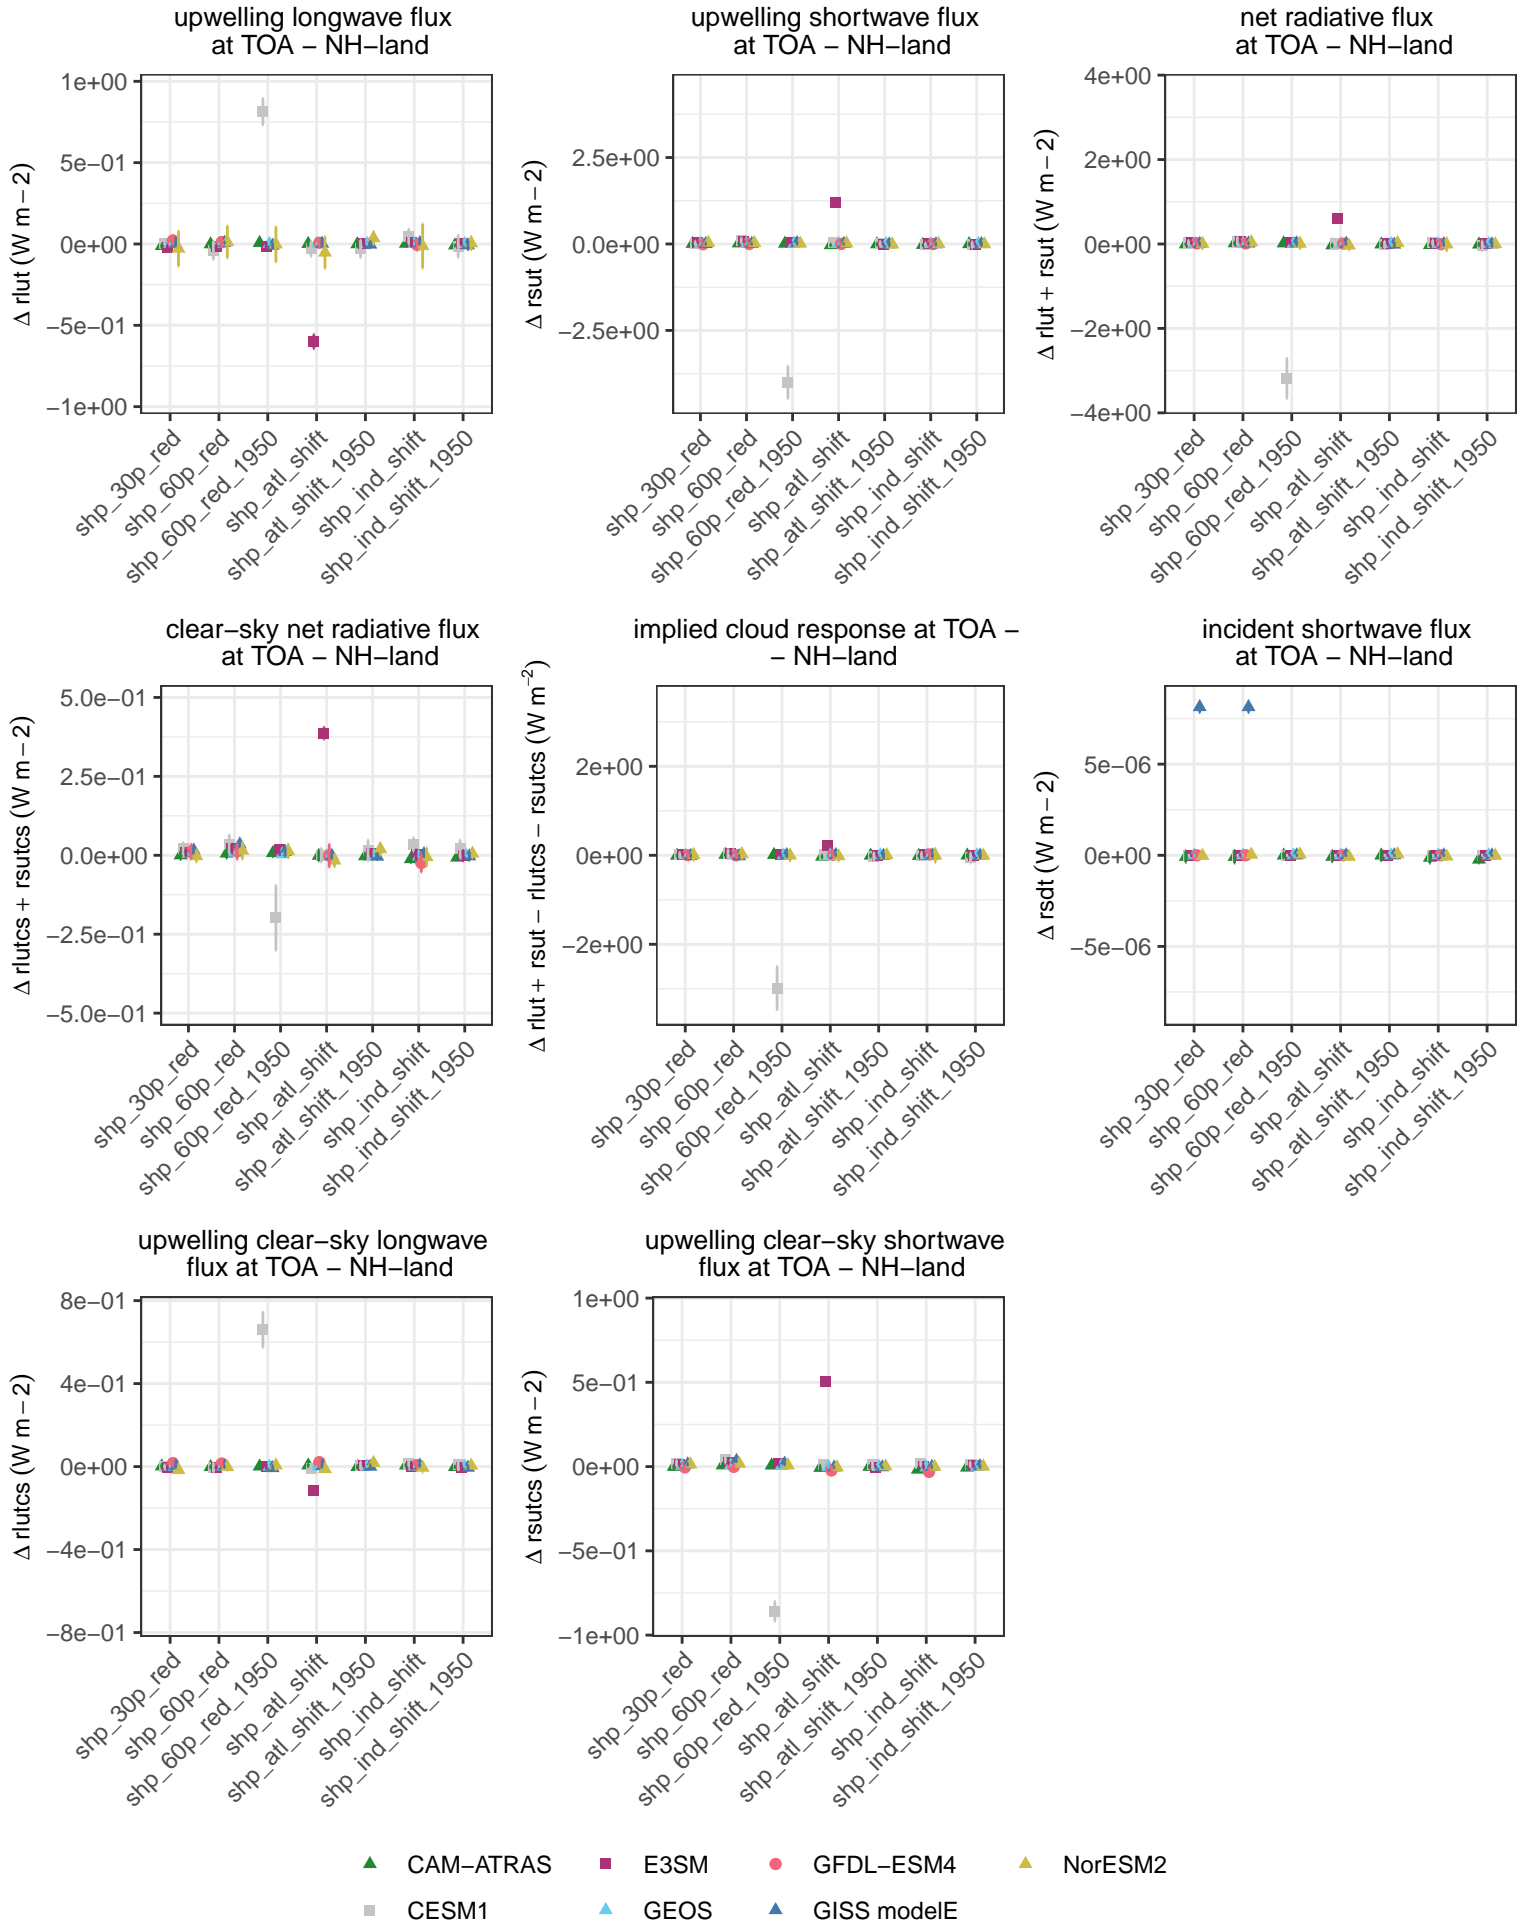 upwelling longwave flux
at TOA − NH−land
Δ rlut (W m − 2)
1e+00
5e−01
0e+00
−5e−01
−1e+00
shp_30p_red
shp_60p_red
shp_60p_red_1950
shp_atl_shift
shp_atl_shift_1950
shp_ind_shift
shp_ind_shift_1950
upwelling shortwave flux
at TOA − NH−land
Δ rsut (W m − 2)
2.5e+00
0.0e+00
−2.5e+00
shp_30p_red
shp_60p_red
shp_60p_red_1950
shp_atl_shift
shp_atl_shift_1950
shp_ind_shift
shp_ind_shift_1950
net radiative flux
at TOA − NH−land
Δ rlut + rsut (W m − 2)
4e+00
2e+00
0e+00
−2e+00
−4e+00
shp_30p_red
shp_60p_red
shp_60p_red_1950
shp_atl_shift
shp_atl_shift_1950
shp_ind_shift
shp_ind_shift_1950
clear−sky net radiative flux
at TOA − NH−land
Δ rlutcs + rsutcs (W m − 2)
5.0e−01
2.5e−01
0.0e+00
−2.5e−01
−5.0e−01
shp_30p_red
shp_60p_red
shp_60p_red_1950
shp_atl_shift
shp_atl_shift_1950
shp_ind_shift
shp_ind_shift_1950
implied cloud response at TOA −
− NH−land
Δ rlut + rsut − rlutcs − rsutcs (W m⁻²)
2e+00
0e+00
−2e+00
shp_30p_red
shp_60p_red
shp_60p_red_1950
shp_atl_shift
shp_atl_shift_1950
shp_ind_shift
shp_ind_shift_1950
incident shortwave flux
at TOA − NH−land
Δ rsdt (W m − 2)
5e−06
0e+00
−5e−06
shp_30p_red
shp_60p_red
shp_60p_red_1950
shp_atl_shift
shp_atl_shift_1950
shp_ind_shift
shp_ind_shift_1950
upwelling clear−sky longwave
flux at TOA − NH−land
Δ rlutcs (W m − 2)
8e−01
4e−01
0e+00
−4e−01
−8e−01
shp_30p_red
shp_60p_red
shp_60p_red_1950
shp_atl_shift
shp_atl_shift_1950
shp_ind_shift
shp_ind_shift_1950
upwelling clear−sky shortwave
flux at TOA − NH−land
Δ rsutcs (W m − 2)
1e+00
5e−01
0e+00
−5e−01
−1e+00
shp_30p_red
shp_60p_red
shp_60p_red_1950
shp_atl_shift
shp_atl_shift_1950
shp_ind_shift
shp_ind_shift_1950
CAM−ATRAS E3SM GFDL−ESM4 NorESM2
CESM1 GEOS GISS modelE